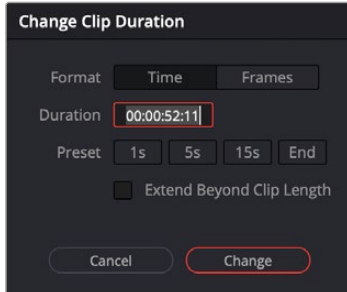 Change Clip Duration
Format Time Frames
Duration 00:00:52:11
Preset 1s 5s 15s End
Extend Beyond Clip Length
Cancel Change